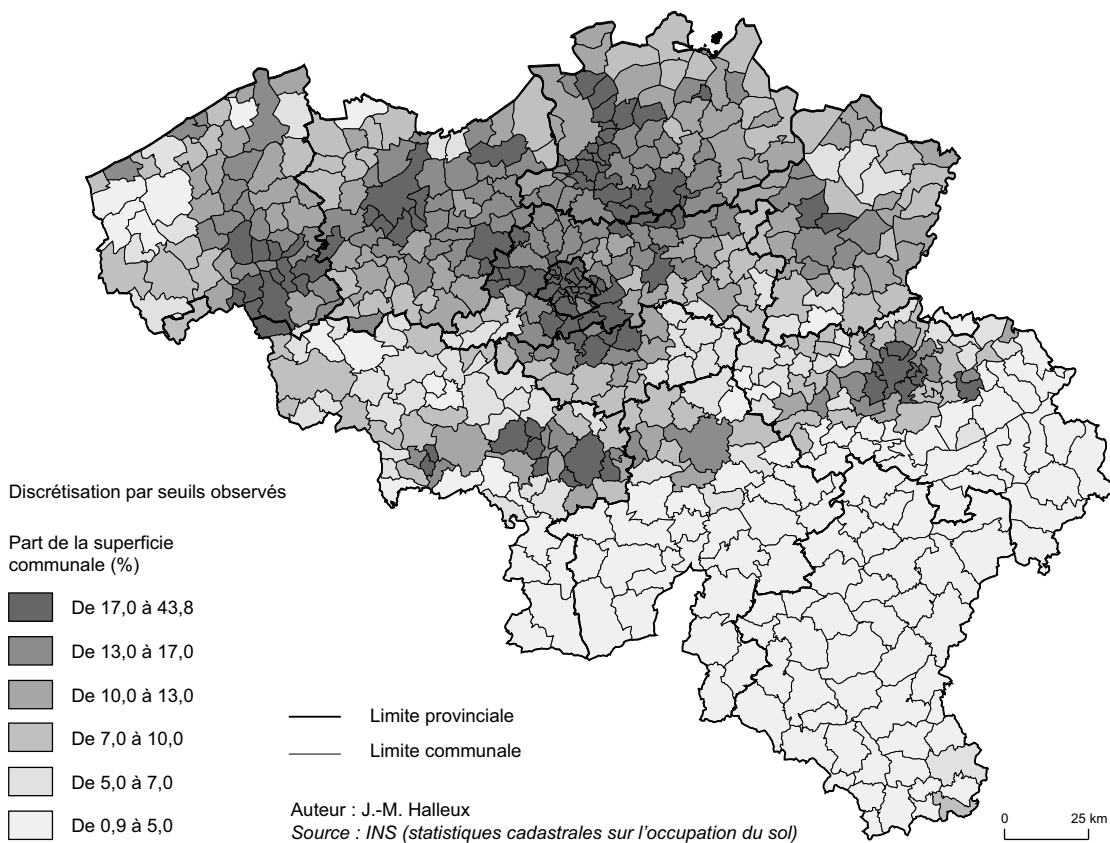 Discrétisation par seuils observés
Part de la superficie
communale (%)
De 17,0 à 43,8
De 13,0 à 17,0
De 10,0 à 13,0
De 7,0 à 10,0
De 5,0 à 7,0
De 0,9 à 5,0
Limite provinciale
Limite communale
Auteur : J.-M. Halleux
Source : INS (statistiques cadastrales sur l’occupation du sol)
0 25 km